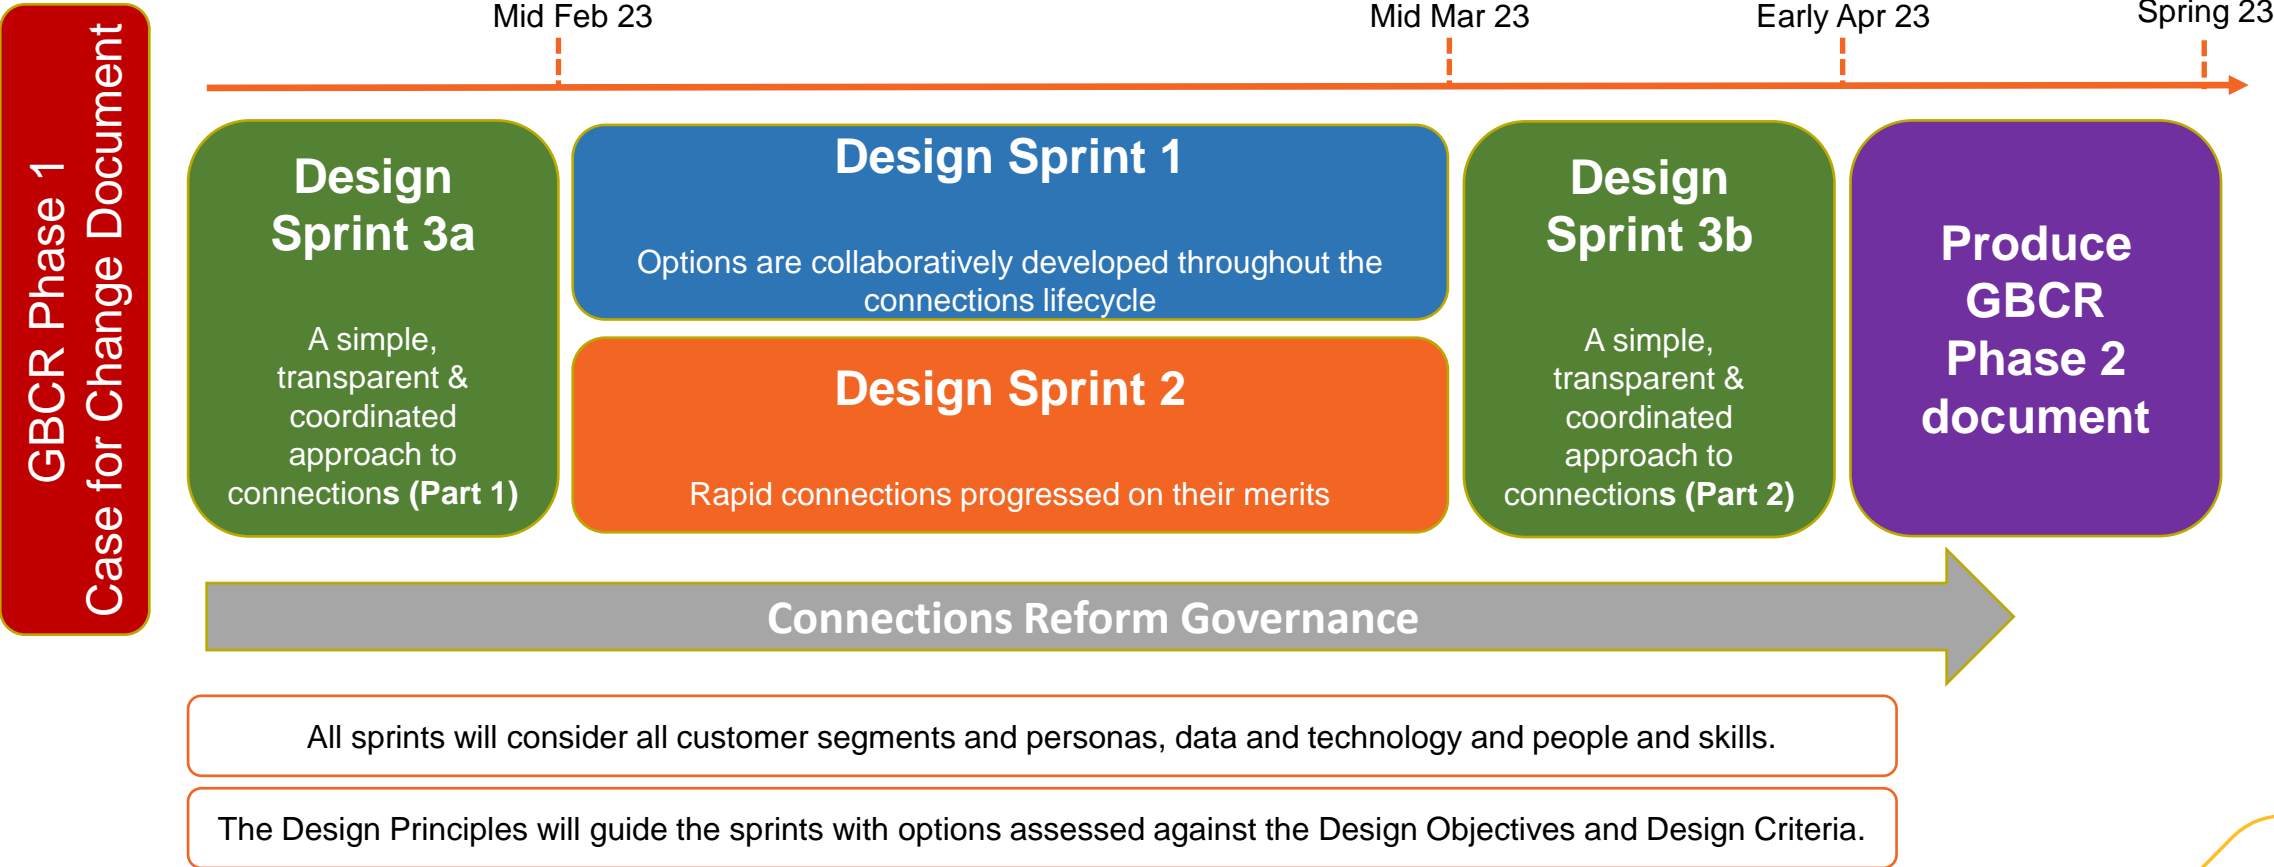 GBCR Phase 1
Case for Change Document
Mid Feb 23
Mid Mar 23
Early Apr 23
Spring 23
Design
Sprint 3a
A simple,
transparent &
coordinated
approach to
connections (Part 1)
Design Sprint 1
Options are collaboratively developed throughout the
connections lifecycle
Design Sprint 2
Rapid connections progressed on their merits
Design
Sprint 3b
A simple,
transparent &
coordinated
approach to
connections (Part 2)
Produce
GBCR
Phase 2
document
Connections Reform Governance
All sprints will consider all customer segments and personas, data and technology and people and skills.
The Design Principles will guide the sprints with options assessed against the Design Objectives and Design Criteria.